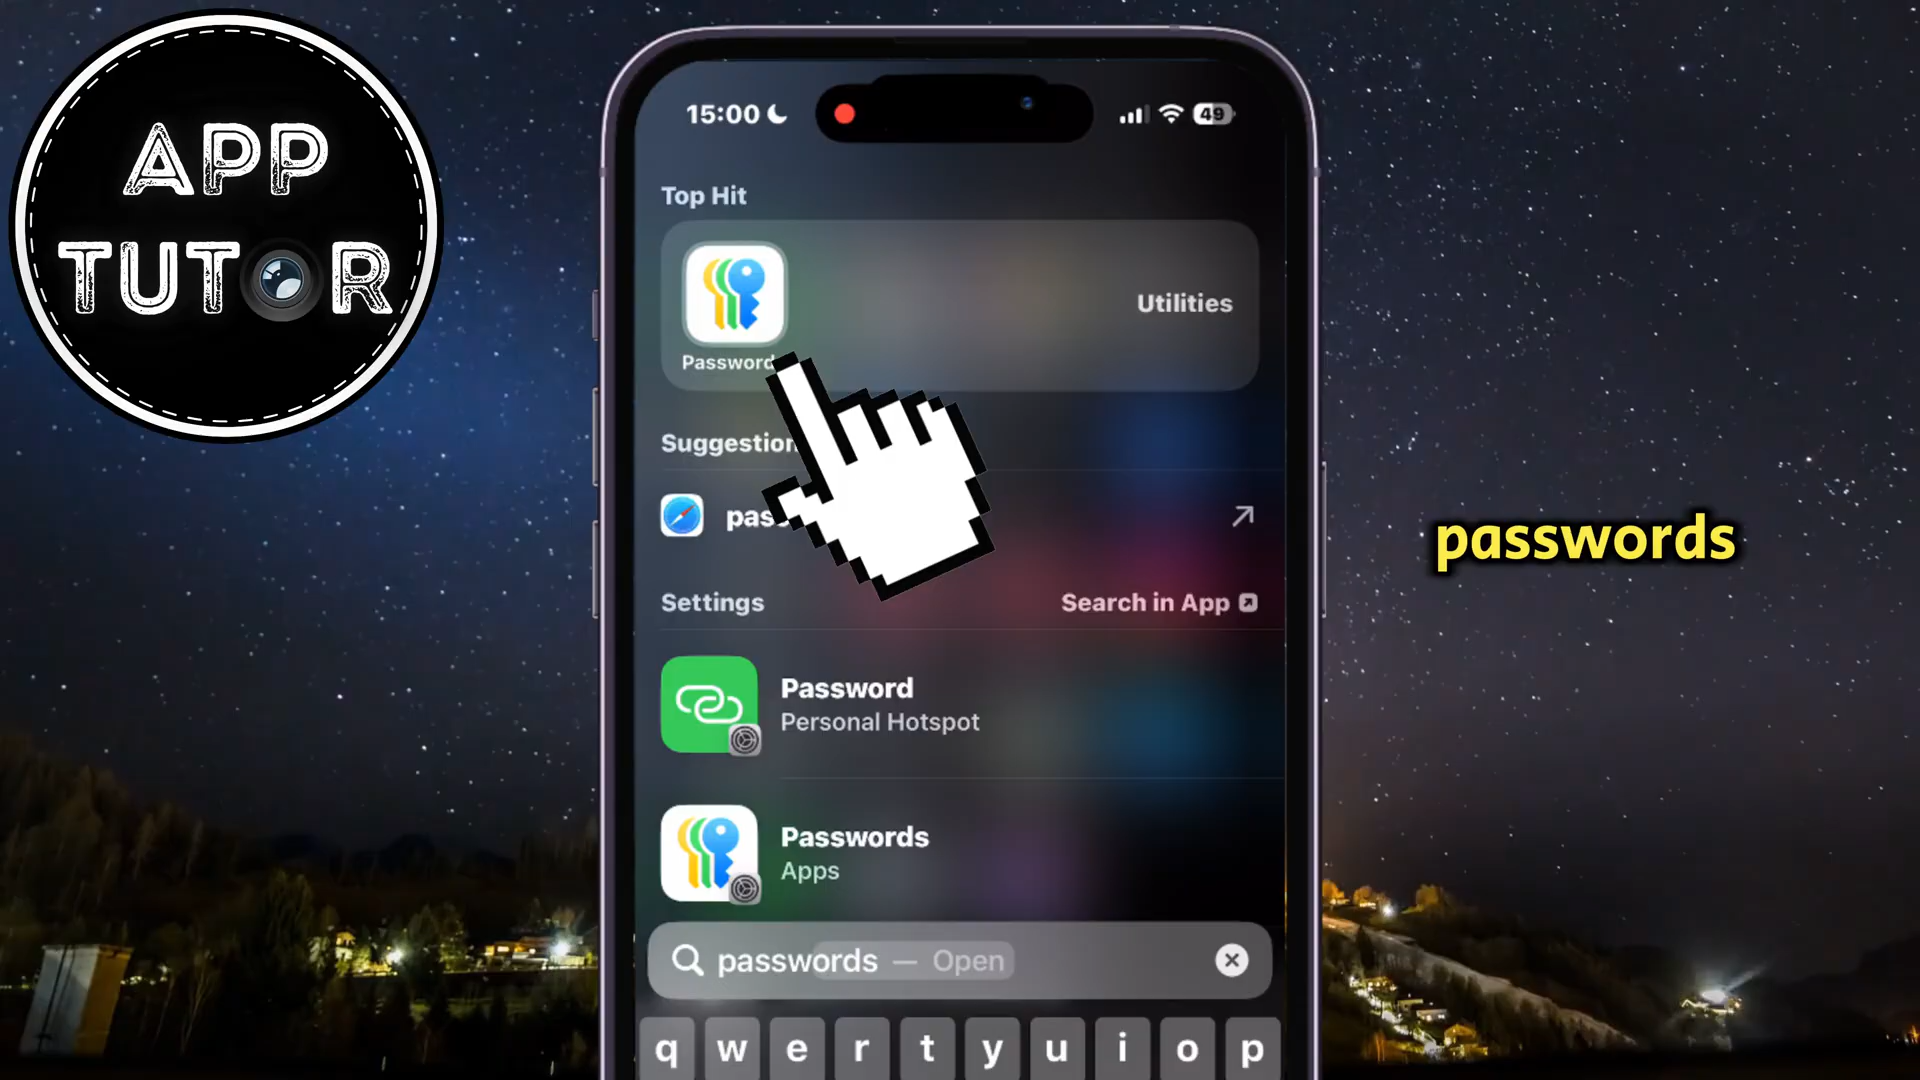 APP
TUTOR
15:00
49
Top Hit
Password
Utilities
Suggestion
pas
Settings
Search in App
Password
Personal Hotspot
Passwords
Apps
passwords — Open
q w e r t y u i o p
passwords